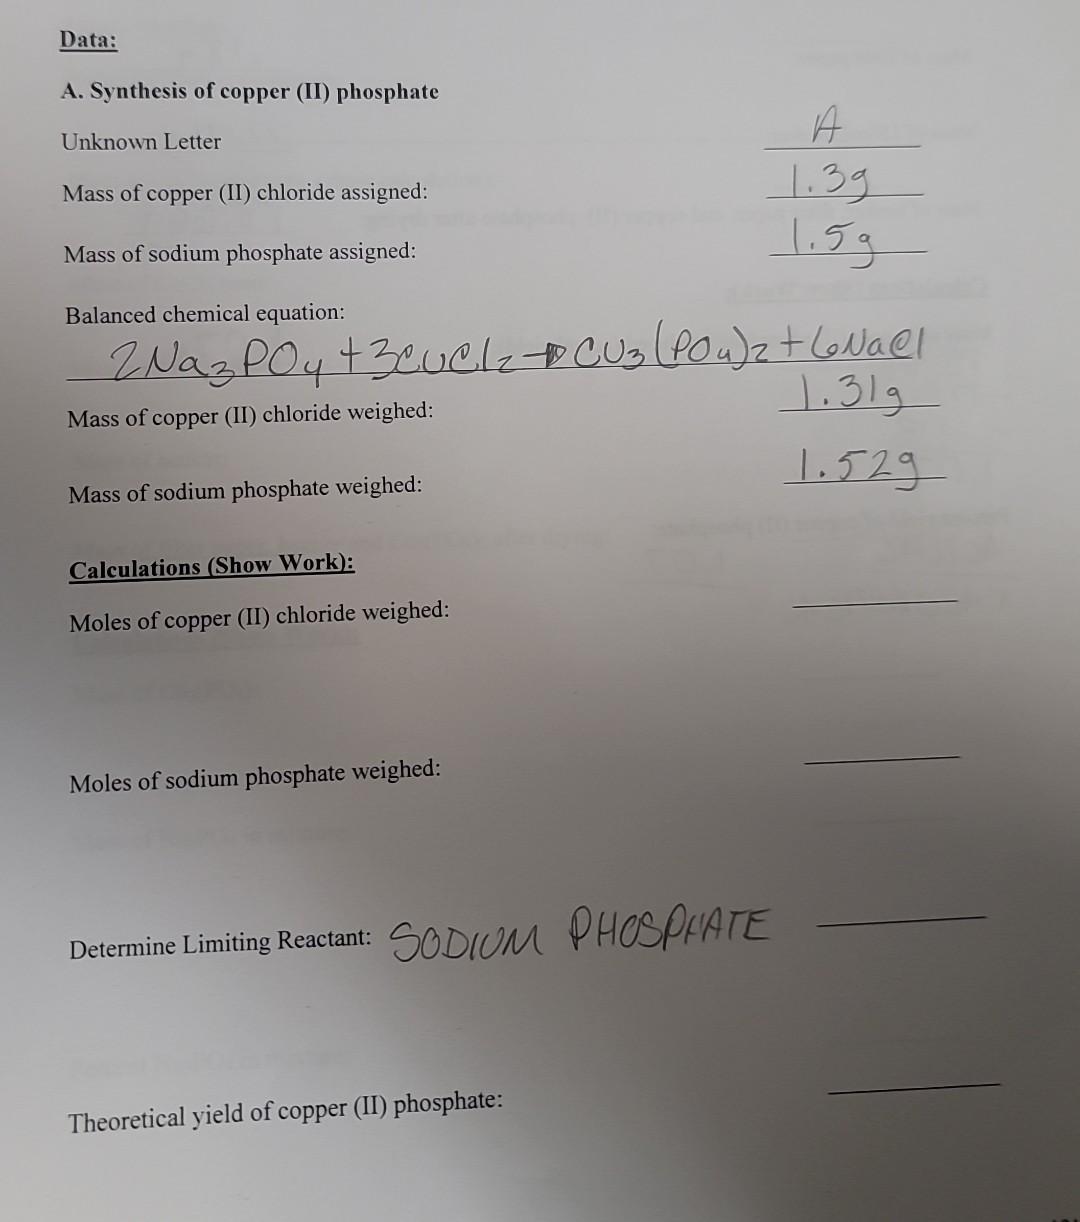 Data:
A. Synthesis of copper (II) phosphate
Unknown Letter A
Mass of copper (II) chloride assigned: 1.3g
Mass of sodium phosphate assigned: 1.5g
Balanced chemical equation:
2Na3PO4 + 3CuCl2 → Cu3(PO4)2 + 6NaCl
Mass of copper (II) chloride weighed: 1.31g
Mass of sodium phosphate weighed: 1.52g
Calculations (Show Work):
Moles of copper (II) chloride weighed:
Moles of sodium phosphate weighed:
Determine Limiting Reactant: SODIUM PHOSPHATE
Theoretical yield of copper (II) phosphate: